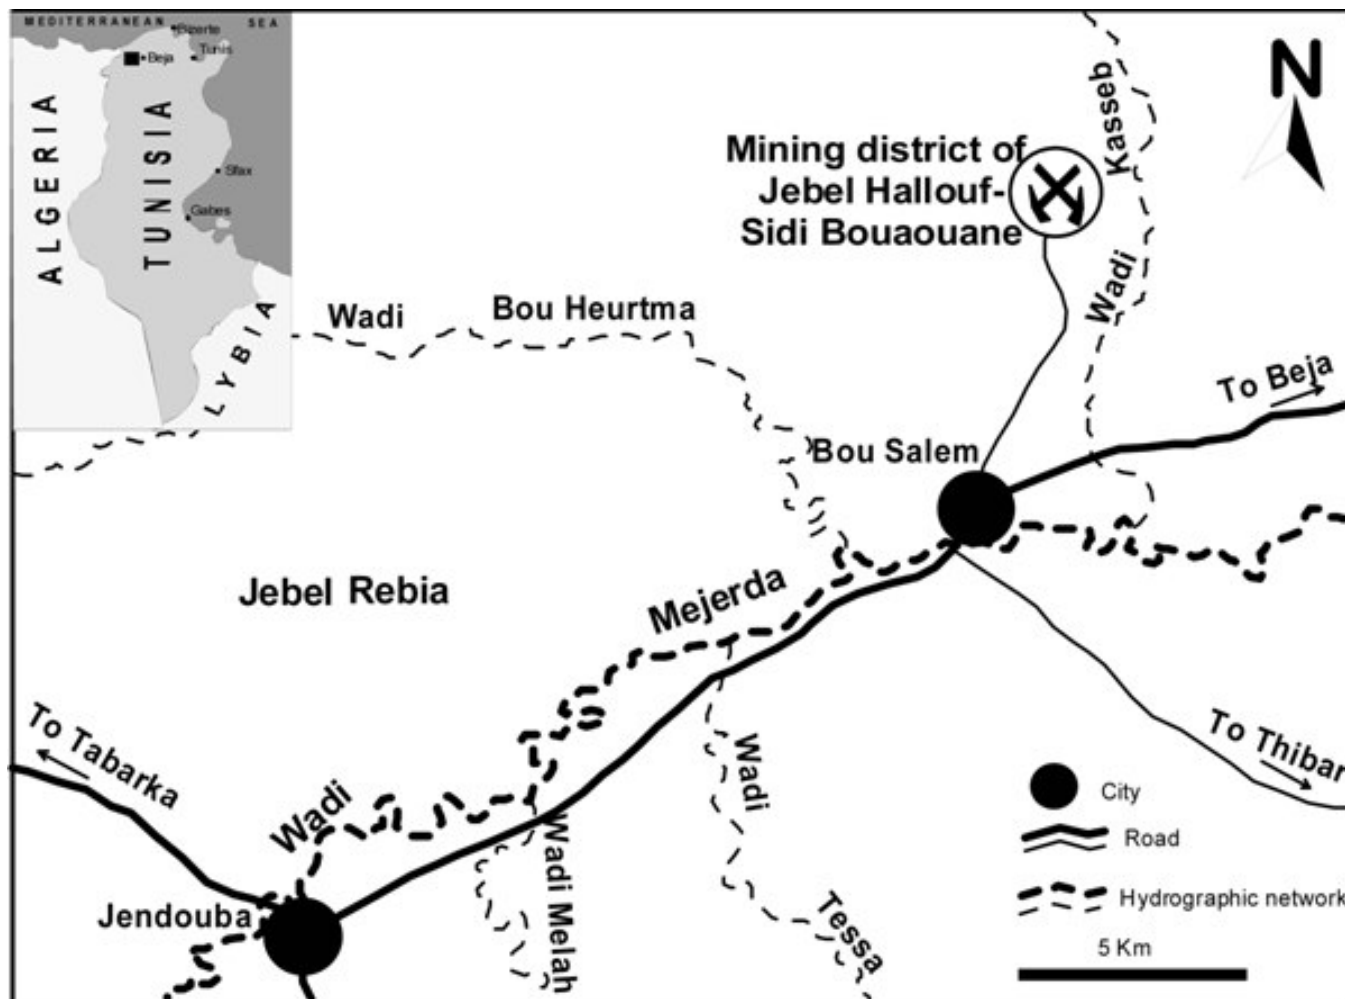 MEDITERRANEAN SEA
Bizerte
Tunis
Beja
ALGERIA
TUNISIA
Sfax
Gabes
LYBIA
N
Kasseb
Wadi
Mining district of
Jebel Hallouf-
Sidi Bouaouane
Wadi
Bou Heurtma
To Beja
Bou Salem
Jebel Rebia
Mejerda
Wadi
To Tabarka
Jendouba
Wadi Melah
Wadi
Tessa
To Thibar
City
Road
Hydrographic network
5 Km